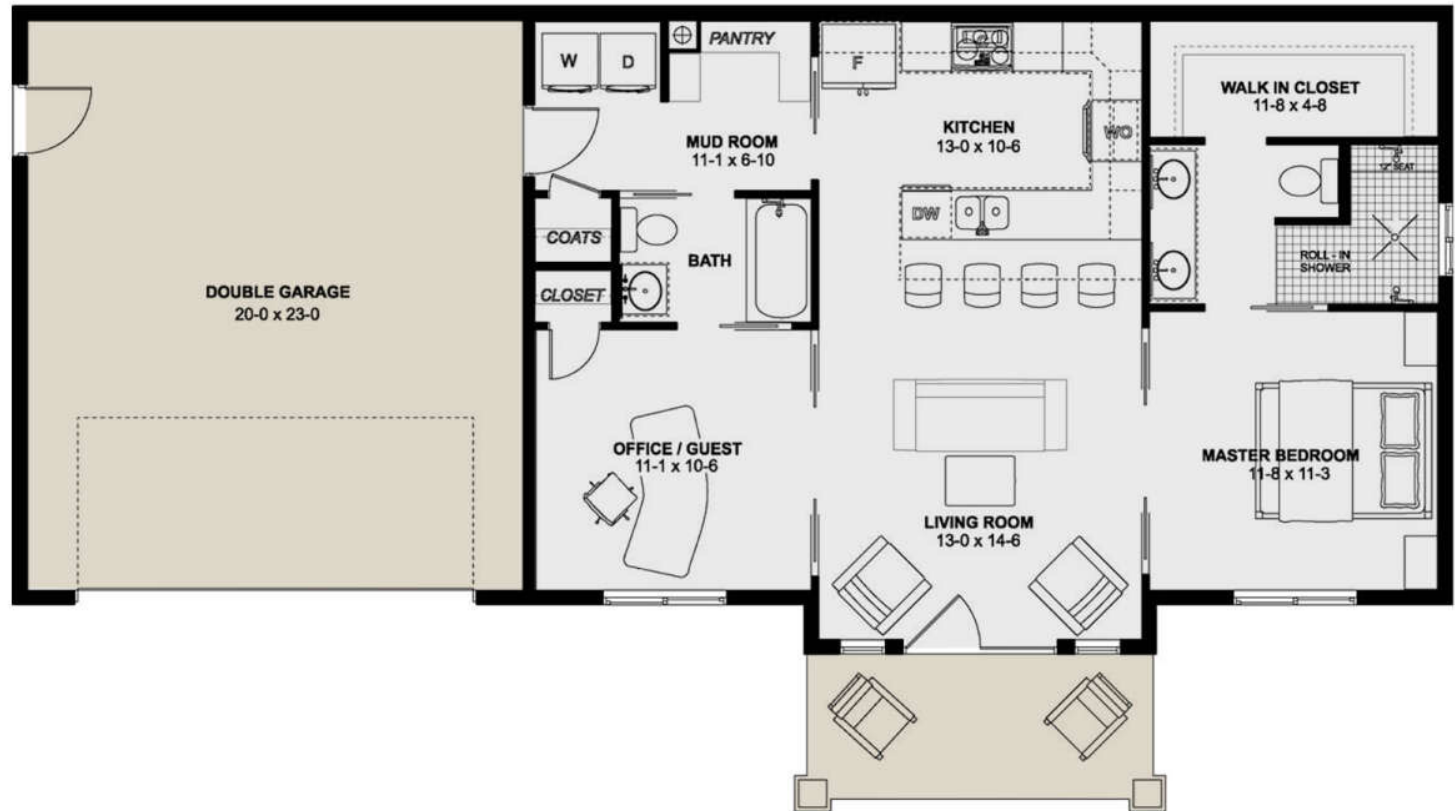 W
D
PANTRY
F
WALK IN CLOSET
11-8 x 4-8
KITCHEN
13-0 x 10-6
WO
MUD ROOM
11-1 x 6-10
12" SEAT
DW
COATS
BATH
ROLL - IN
SHOWER
CLOSET
DOUBLE GARAGE
20-0 x 23-0
OFFICE / GUEST
11-1 x 10-6
MASTER BEDROOM
11-8 x 11-3
LIVING ROOM
13-0 x 14-6